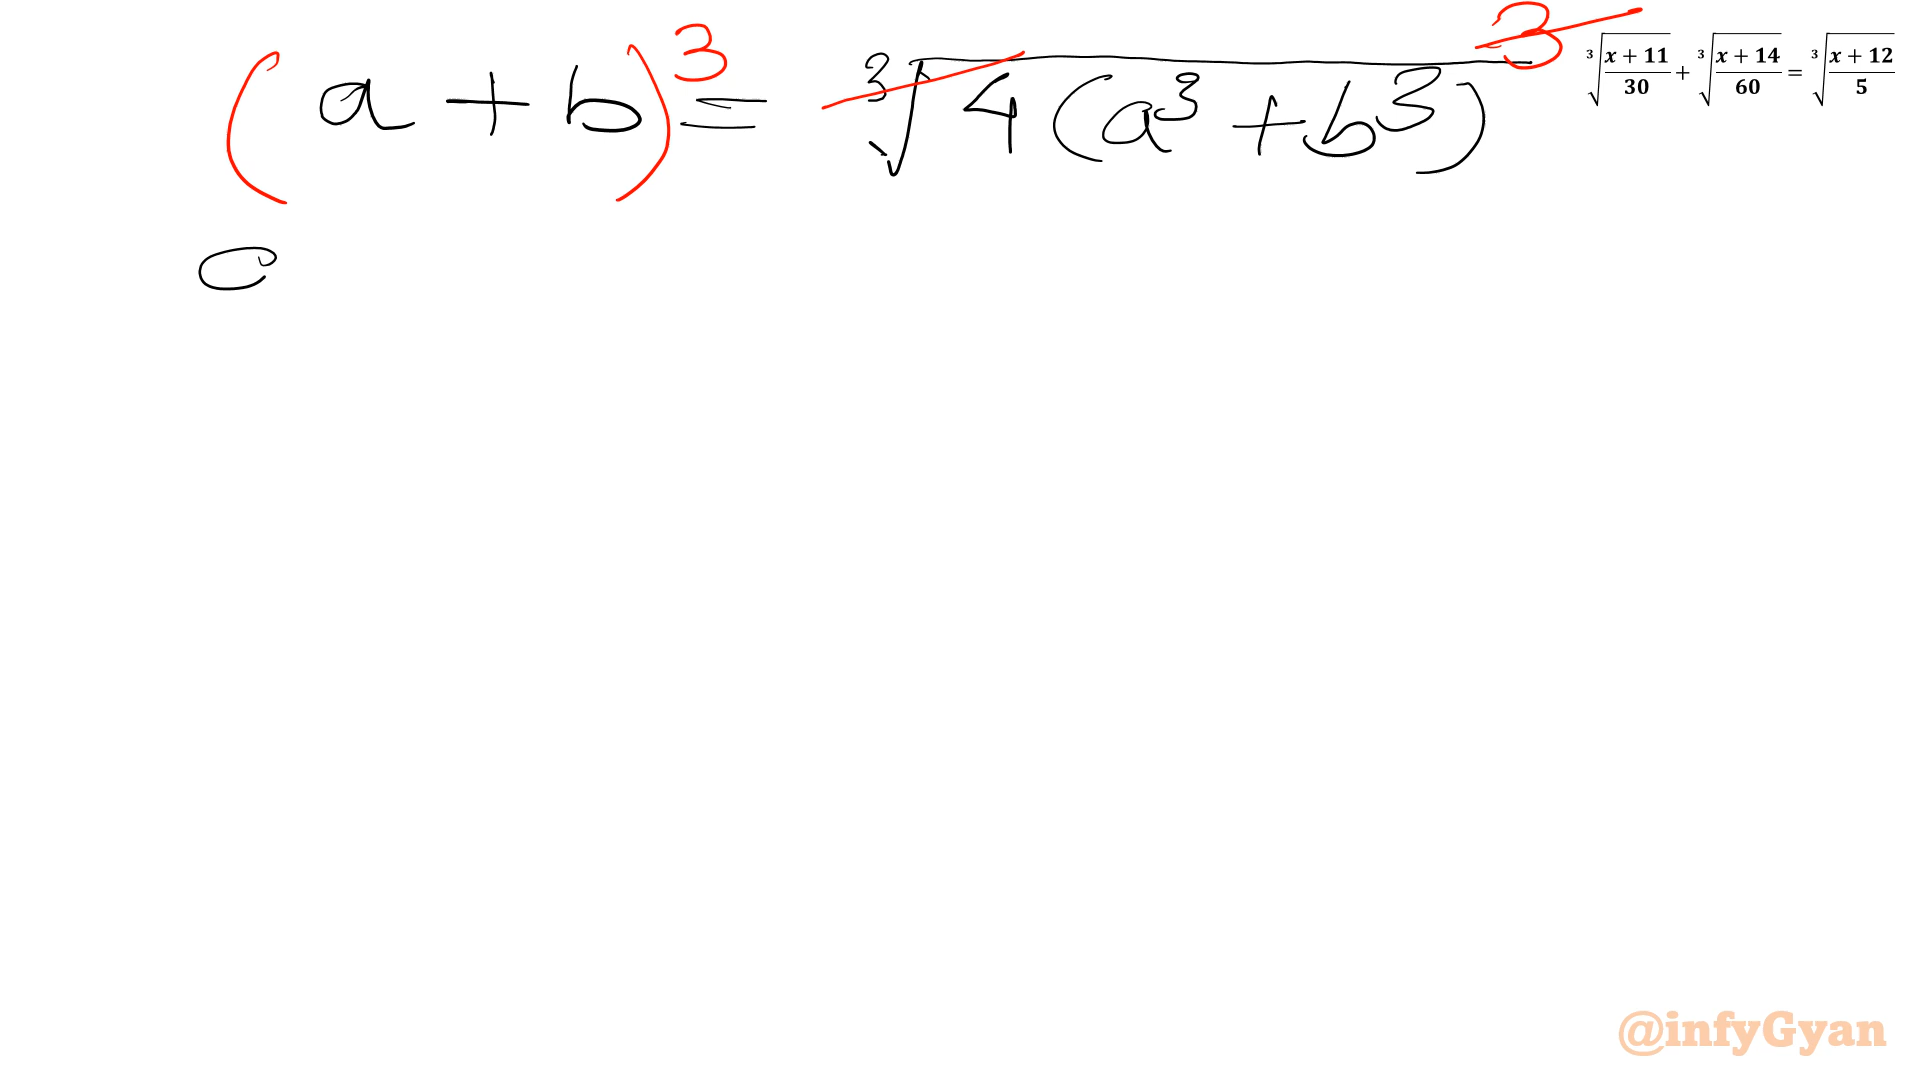 (a + b)³ = ∛(4(a³ + b³))³
∛((x + 11)/30) + ∛((x + 14)/60) = ∛((x + 12)/5)
@infyGyan